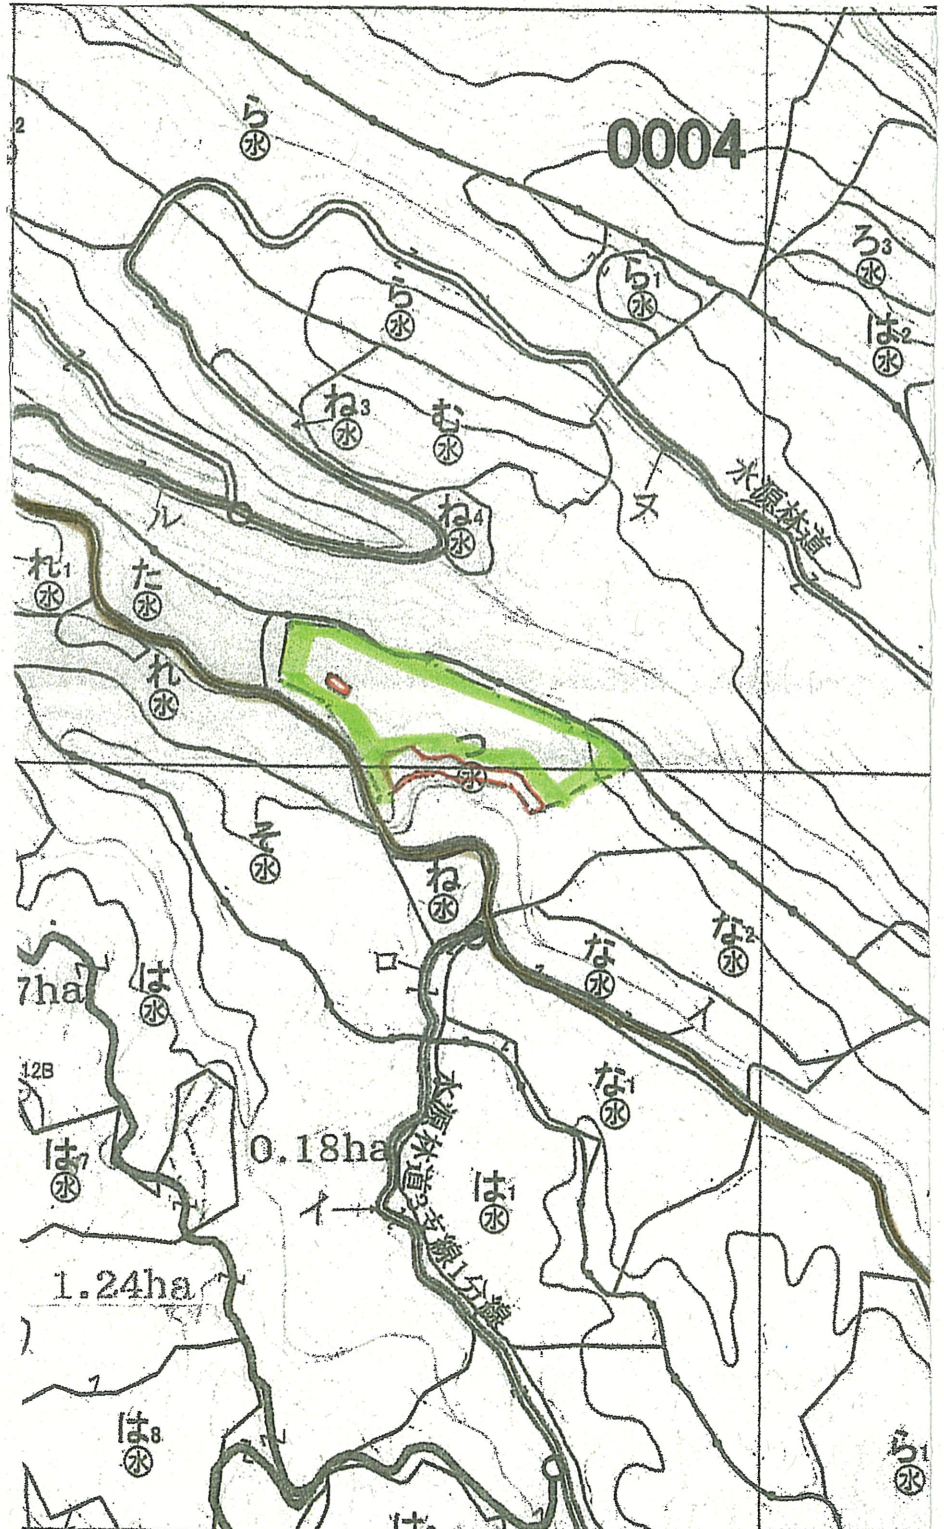 0004
ら
㊌
2
ろ3
㊌
ら1
㊌
ら
㊌
は2
㊌
ね3
㊌
む
㊌
水源林道
ヌ
ル
ね4
㊌
れ1
㊌
た
㊌
れ
㊌
㊌
そ
㊌
ね
㊌
な2
㊌
な
㊌
ロ
イ
7ha
は
㊌
12B
な1
㊌
は7
㊌
0.18ha
水源林道
線1分線
は1
㊌
イ
1.24ha
は8
㊌
ら1
㊌
は